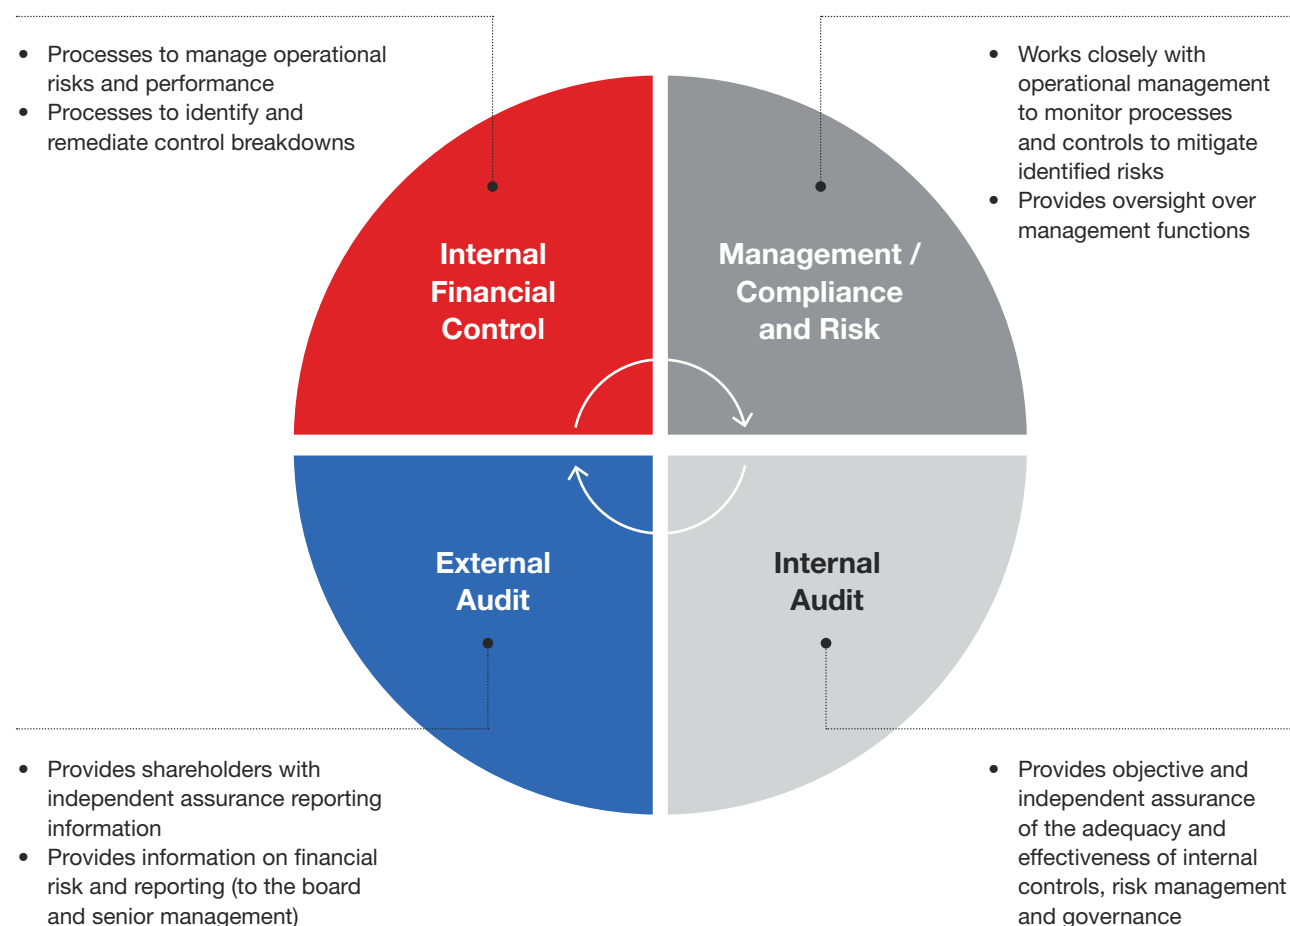 • Processes to manage operational
risks and performance
• Processes to identify and
remediate control breakdowns
• Works closely with
operational management
to monitor processes
and controls to mitigate
identified risks
• Provides oversight over
management functions
Internal
Financial
Control
Management /
Compliance
and Risk
External
Audit
Internal
Audit
• Provides shareholders with
independent assurance reporting
information
• Provides information on financial
risk and reporting (to the board
and senior management)
• Provides objective and
independent assurance
of the adequacy and
effectiveness of internal
controls, risk management
and governance